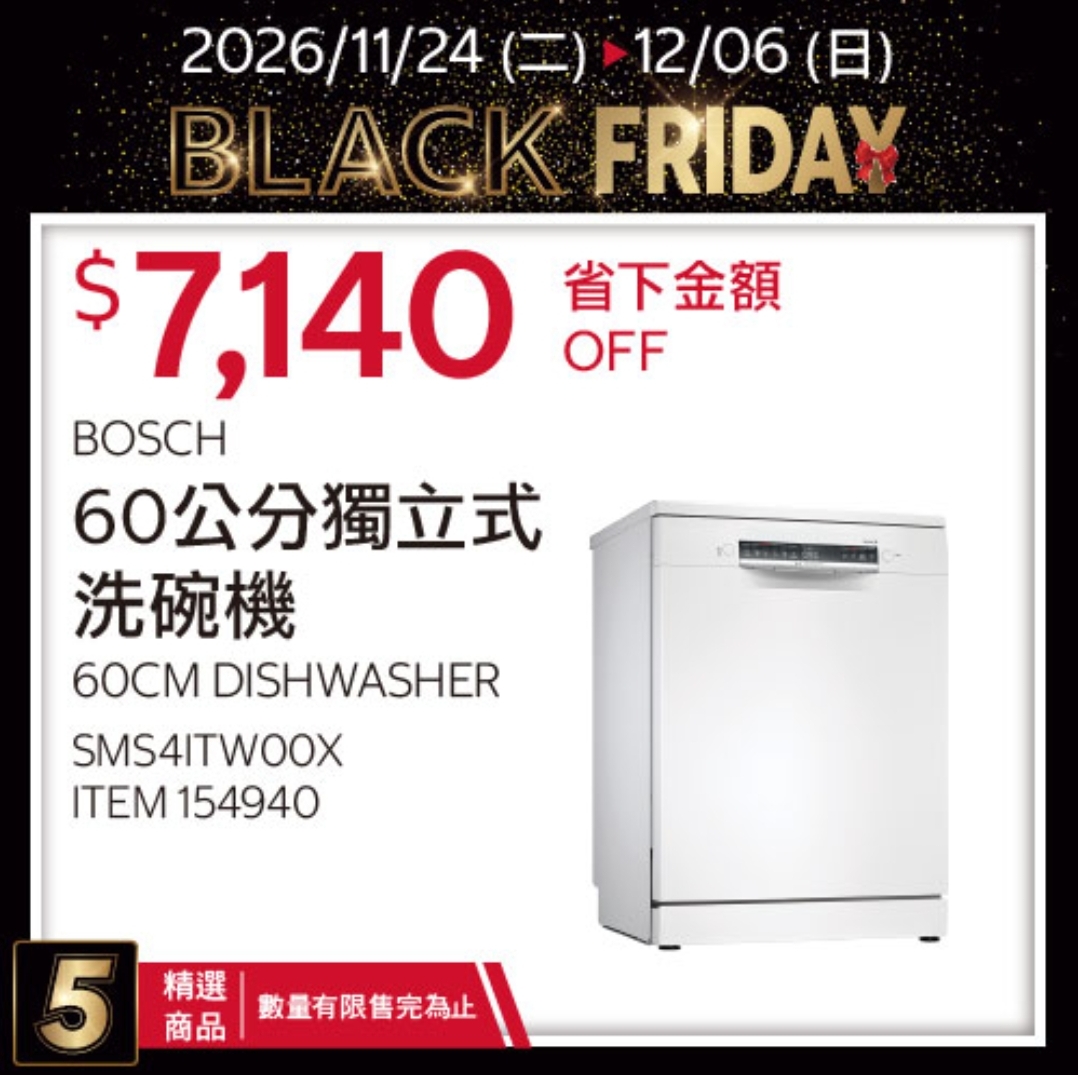 2026/11/24 (二)▶12/06 (日)
BLACK FRIDAY
$7,140
省下金額
OFF
BOSCH
60公分獨立式
洗碗機
60CM DISHWASHER
SMS4ITW00X
ITEM 154940
5
精選
商品
數量有限售完為止